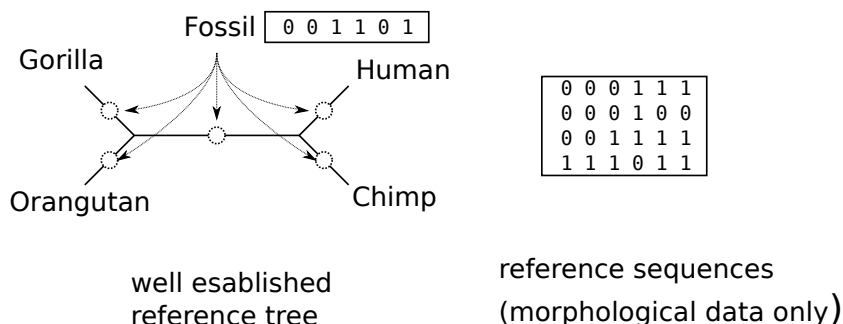 Fossil 0 0 1 1 0 1
Gorilla
Human
Orangutan
Chimp
0 0 0 1 1 1
0 0 0 1 0 0
0 0 1 1 1 1
1 1 1 0 1 1
well esablished
reference tree
reference sequences
(morphological data only)